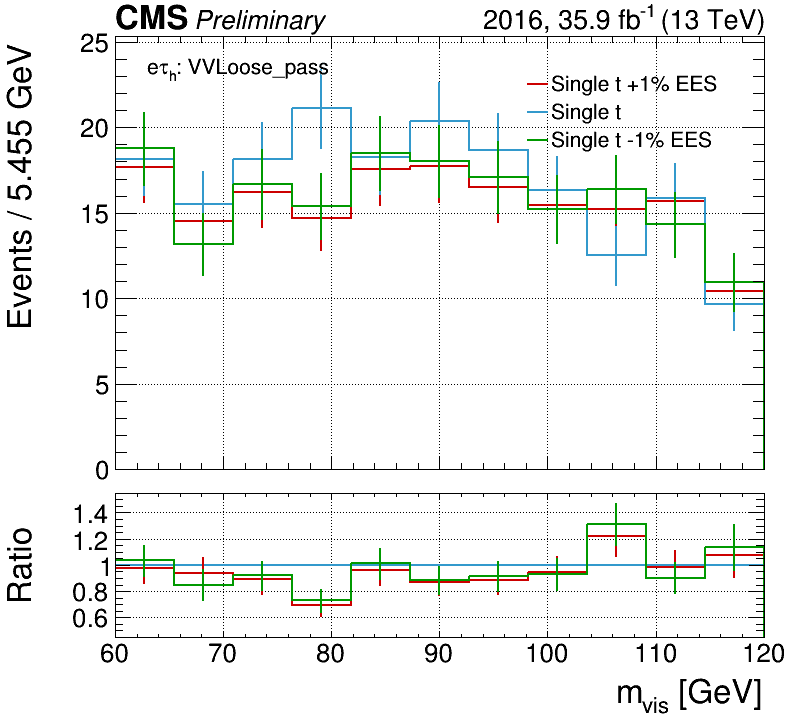 CMS Preliminary 2016, 35.9 fb⁻¹ (13 TeV)
eτₕ: VVLoose_pass
Single t +1% EES
Single t
Single t -1% EES
Events / 5.455 GeV
25
20
15
10
5
0
Ratio
1.4
1.2
1
0.8
0.6
60 70 80 90 100 110 120
m_vis [GeV]